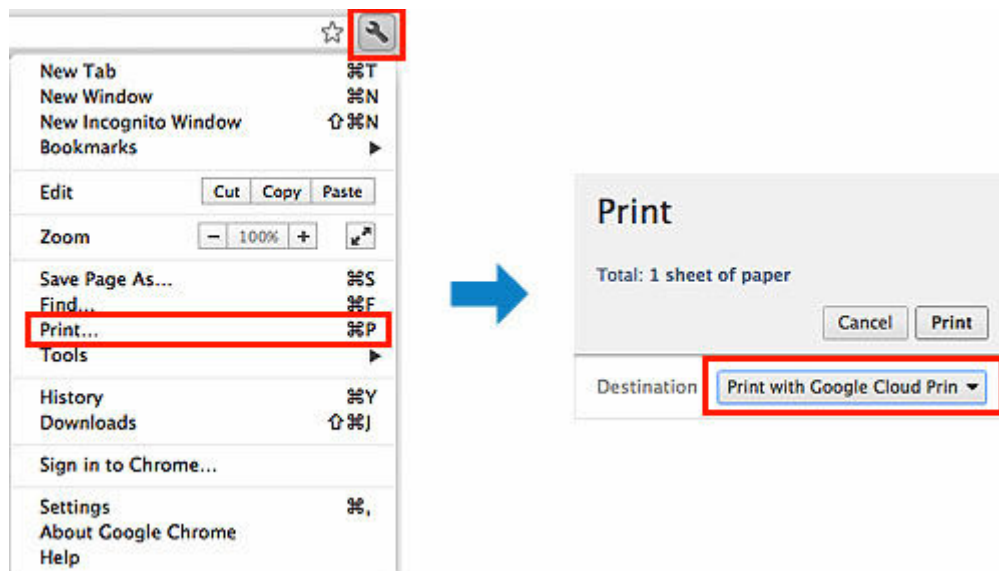 New Tab ⌘T
New Window ⌘N
New Incognito Window ⇧⌘N
Bookmarks ▶
Edit Cut Copy Paste
Zoom − 100% +
Save Page As... ⌘S
Find... ⌘F
Print... ⌘P
Tools ▶
History ⌘Y
Downloads ⇧⌘J
Sign in to Chrome...
Settings ⌘,
About Google Chrome
Help
Print
Total: 1 sheet of paper
Cancel Print
Destination Print with Google Cloud Prin